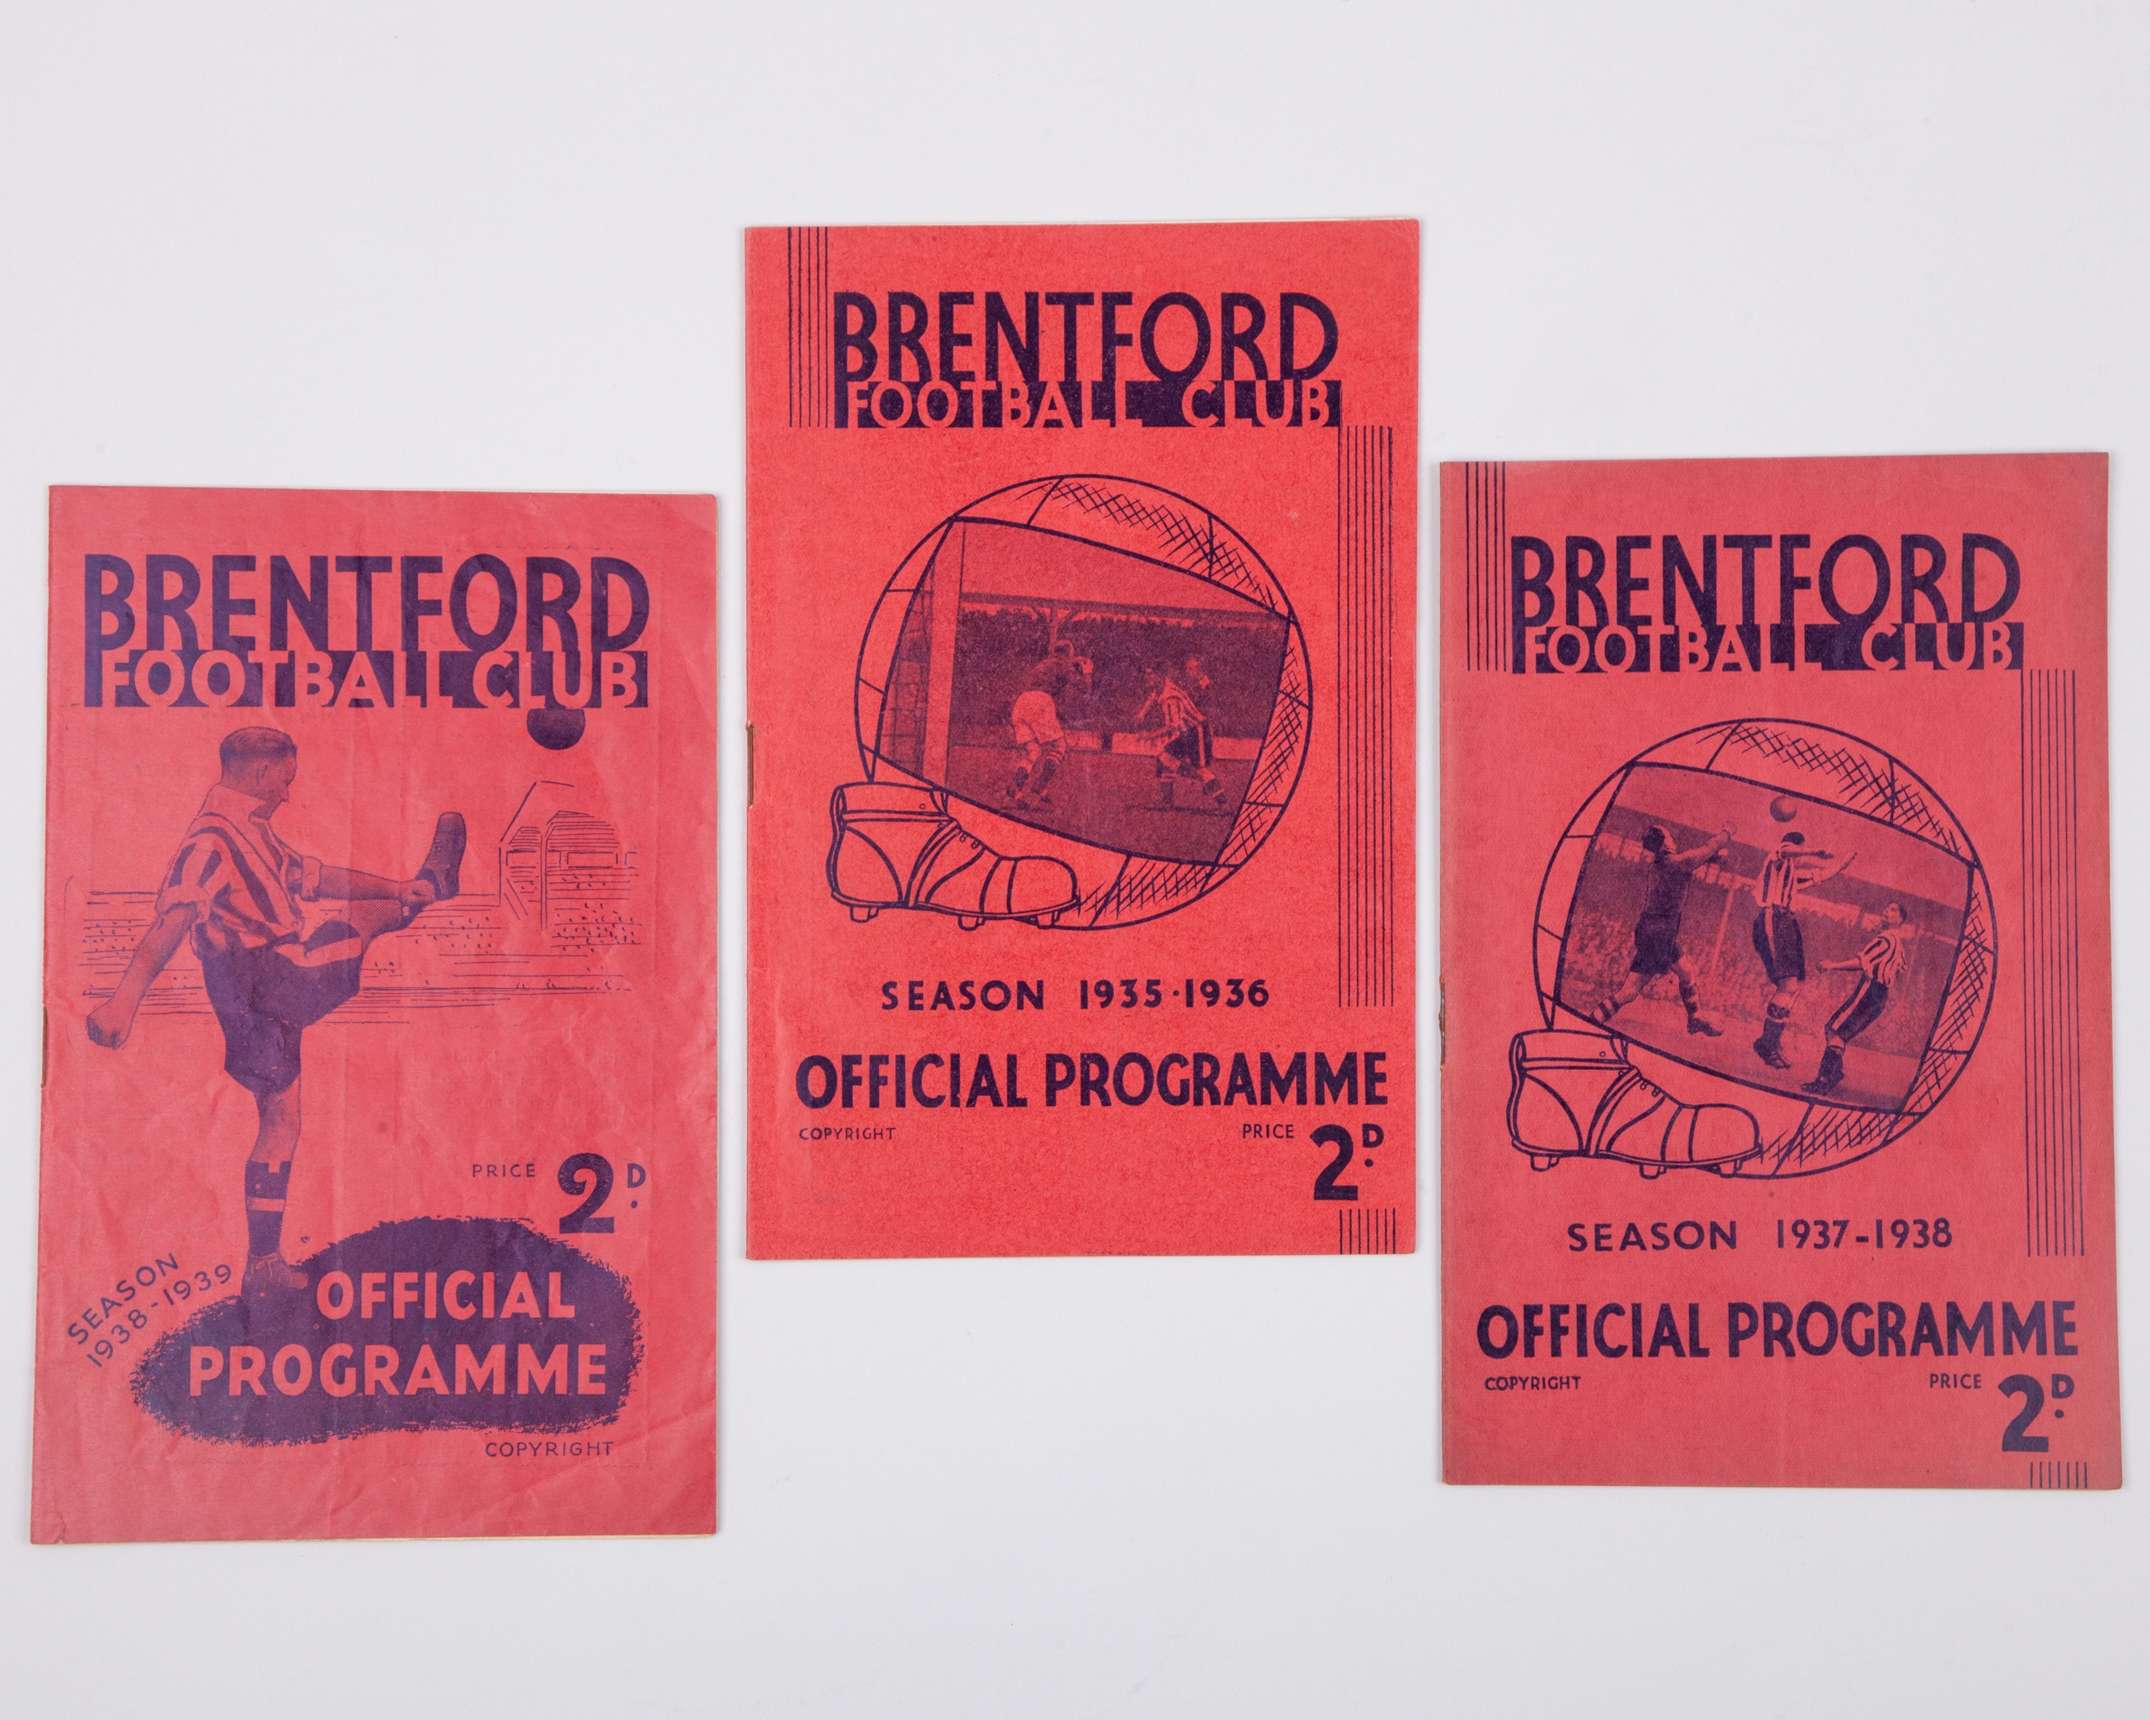 BRENTFORD
FOOTBALL CLUB
PRICE 2D.
SEASON
1938-1939
OFFICIAL
PROGRAMME
COPYRIGHT
BRENTFORD
FOOTBALL CLUB
SEASON 1935·1936
OFFICIAL PROGRAMME
COPYRIGHT
PRICE 2D.
BRENTFORD
FOOTBALL CLUB
SEASON 1937-1938
OFFICIAL PROGRAMME
COPYRIGHT
PRICE 2D.